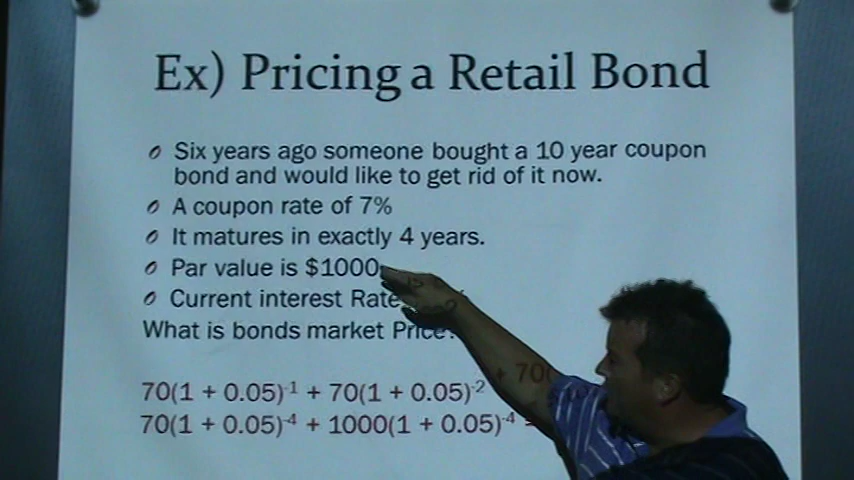 Ex) Pricing a Retail Bond
Six years ago someone bought a 10 year coupon
bond and would like to get rid of it now.
A coupon rate of 7%
It matures in exactly 4 years.
Par value is $1000
Current interest Rate
What is bonds market Price?
70(1 + 0.05)⁻¹ + 70(1 + 0.05)⁻² + 70(
70(1 + 0.05)⁻⁴ + 1000(1 + 0.05)⁻⁴ =